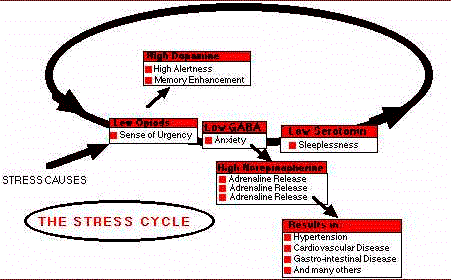 High Dopamine
High Alertness
Memory Enhancement
Low Opiods
Sense of Urgency
Low GABA
Anxiety
Low Serotonin
Sleeplessness
STRESS CAUSES
High Norepinepherine
Adrenaline Release
Adrenaline Release
Adrenaline Release
THE STRESS CYCLE
Results in...
Hypertension
Cardiovascular Disease
Gastro-intestinal Disease
And many others